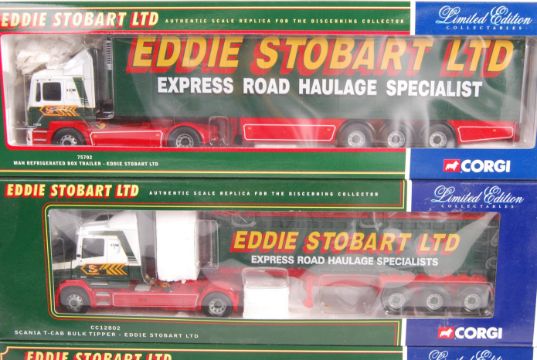 EDDIE STOBART LTD
AUTHENTIC SCALE REPLICA FOR THE DISCERNING COLLECTOR
Limited Edition
COLLECTABLES
EDDIE STOBART LTD
EXPRESS ROAD HAULAGE SPECIALIST
75702
MAN REFRIGERATED BOX TRAILER - EDDIE STOBART LTD
CORGI
EDDIE STOBART LTD
AUTHENTIC SCALE REPLICA FOR THE DISCERNING COLLECTOR
Limited Edition
COLLECTABLES
EDDIE STOBART LTD
EXPRESS ROAD HAULAGE SPECIALISTS
CC12802
SCANIA T-CAB BULK TIPPER - EDDIE STOBART LTD
CORGI
EDDIE STOBART LTD
Limited Edition